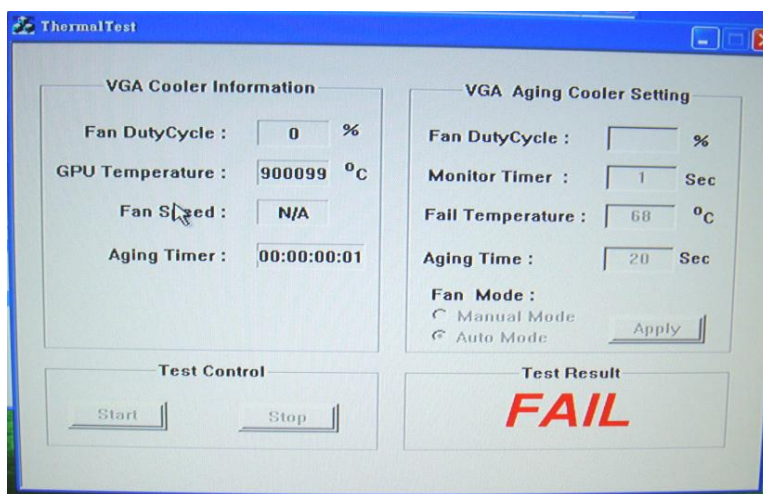 ThermalTest
VGA Cooler Information
Fan DutyCycle : 0 %
GPU Temperature : 900099 °C
Fan Speed : N/A
Aging Timer : 00:00:00:01
VGA Aging Cooler Setting
Fan DutyCycle : %
Monitor Timer : 1 Sec
Fail Temperature : 68 °C
Aging Time : 20 Sec
Fan Mode :
Manual Mode
Auto Mode
Apply
Test Control
Start Stop
Test Result
FAIL